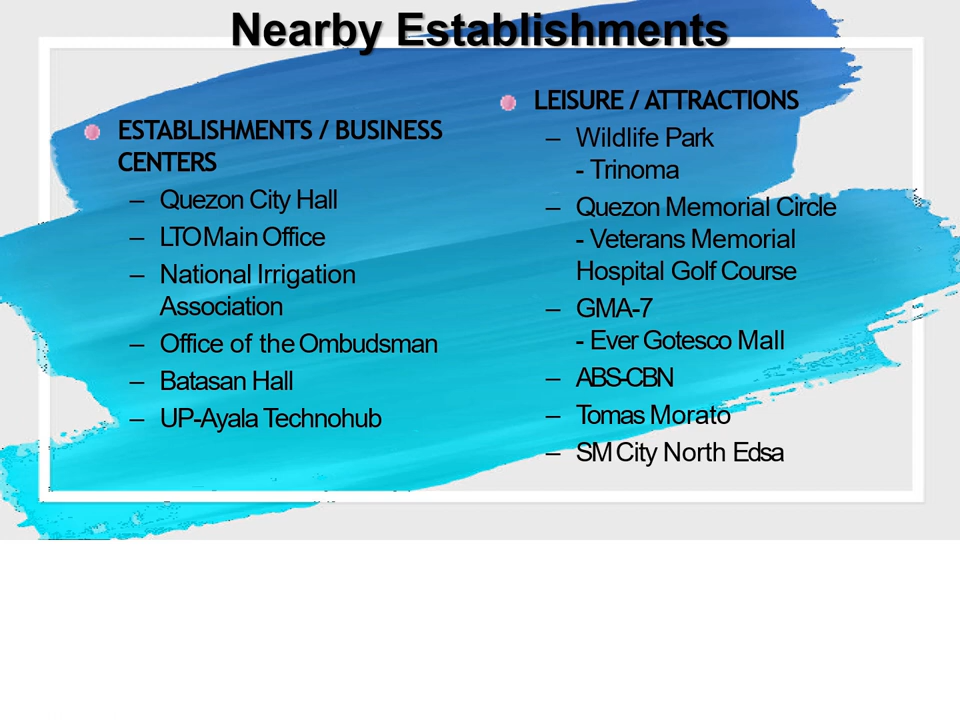 Nearby Establishments
ESTABLISHMENTS / BUSINESS
CENTERS
– Quezon City Hall
– LTO Main Office
– National Irrigation
Association
– Office of the Ombudsman
– Batasan Hall
– UP-Ayala Technohub
LEISURE / ATTRACTIONS
– Wildlife Park
- Trinoma
– Quezon Memorial Circle
- Veterans Memorial
Hospital Golf Course
– GMA-7
- Ever Gotesco Mall
– ABS-CBN
– Tomas Morato
– SM City North Edsa